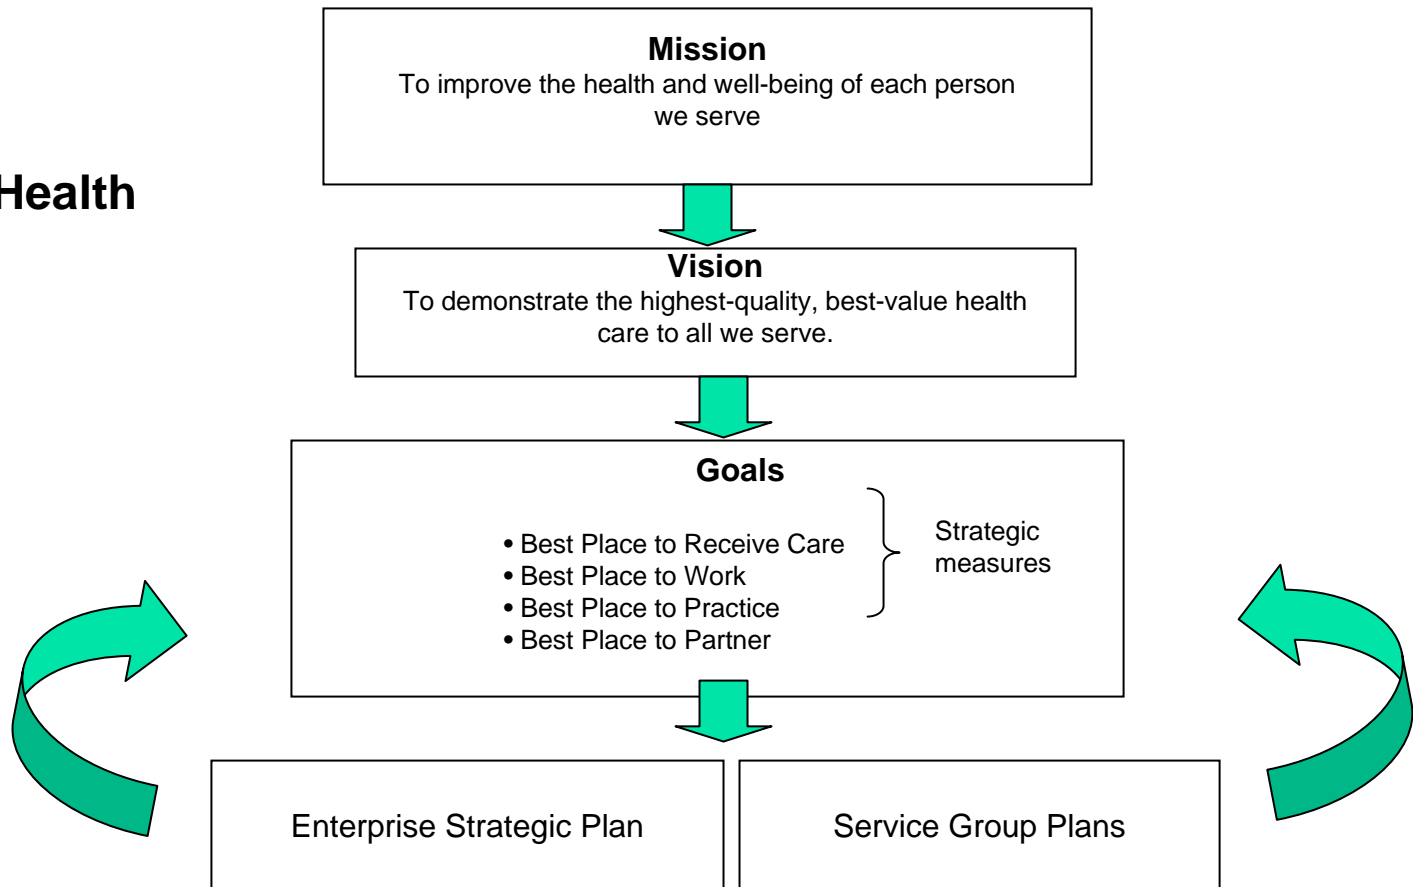 Mission
To improve the health and well-being of each person
we serve
Health
Vision
To demonstrate the highest-quality, best-value health
care to all we serve.
Goals
• Best Place to Receive Care
• Best Place to Work
• Best Place to Practice
• Best Place to Partner
Strategic
measures
Enterprise Strategic Plan
Service Group Plans